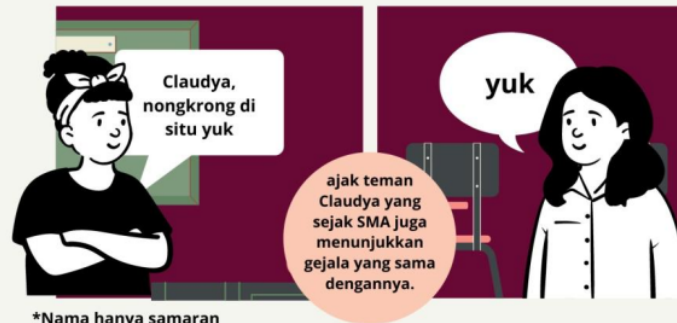 Claudya,
nongkrong di
situ yuk
yuk
ajak teman
Claudya yang
sejak SMA juga
menunjukkan
gejala yang sama
dengannya.
*Nama hanya samaran